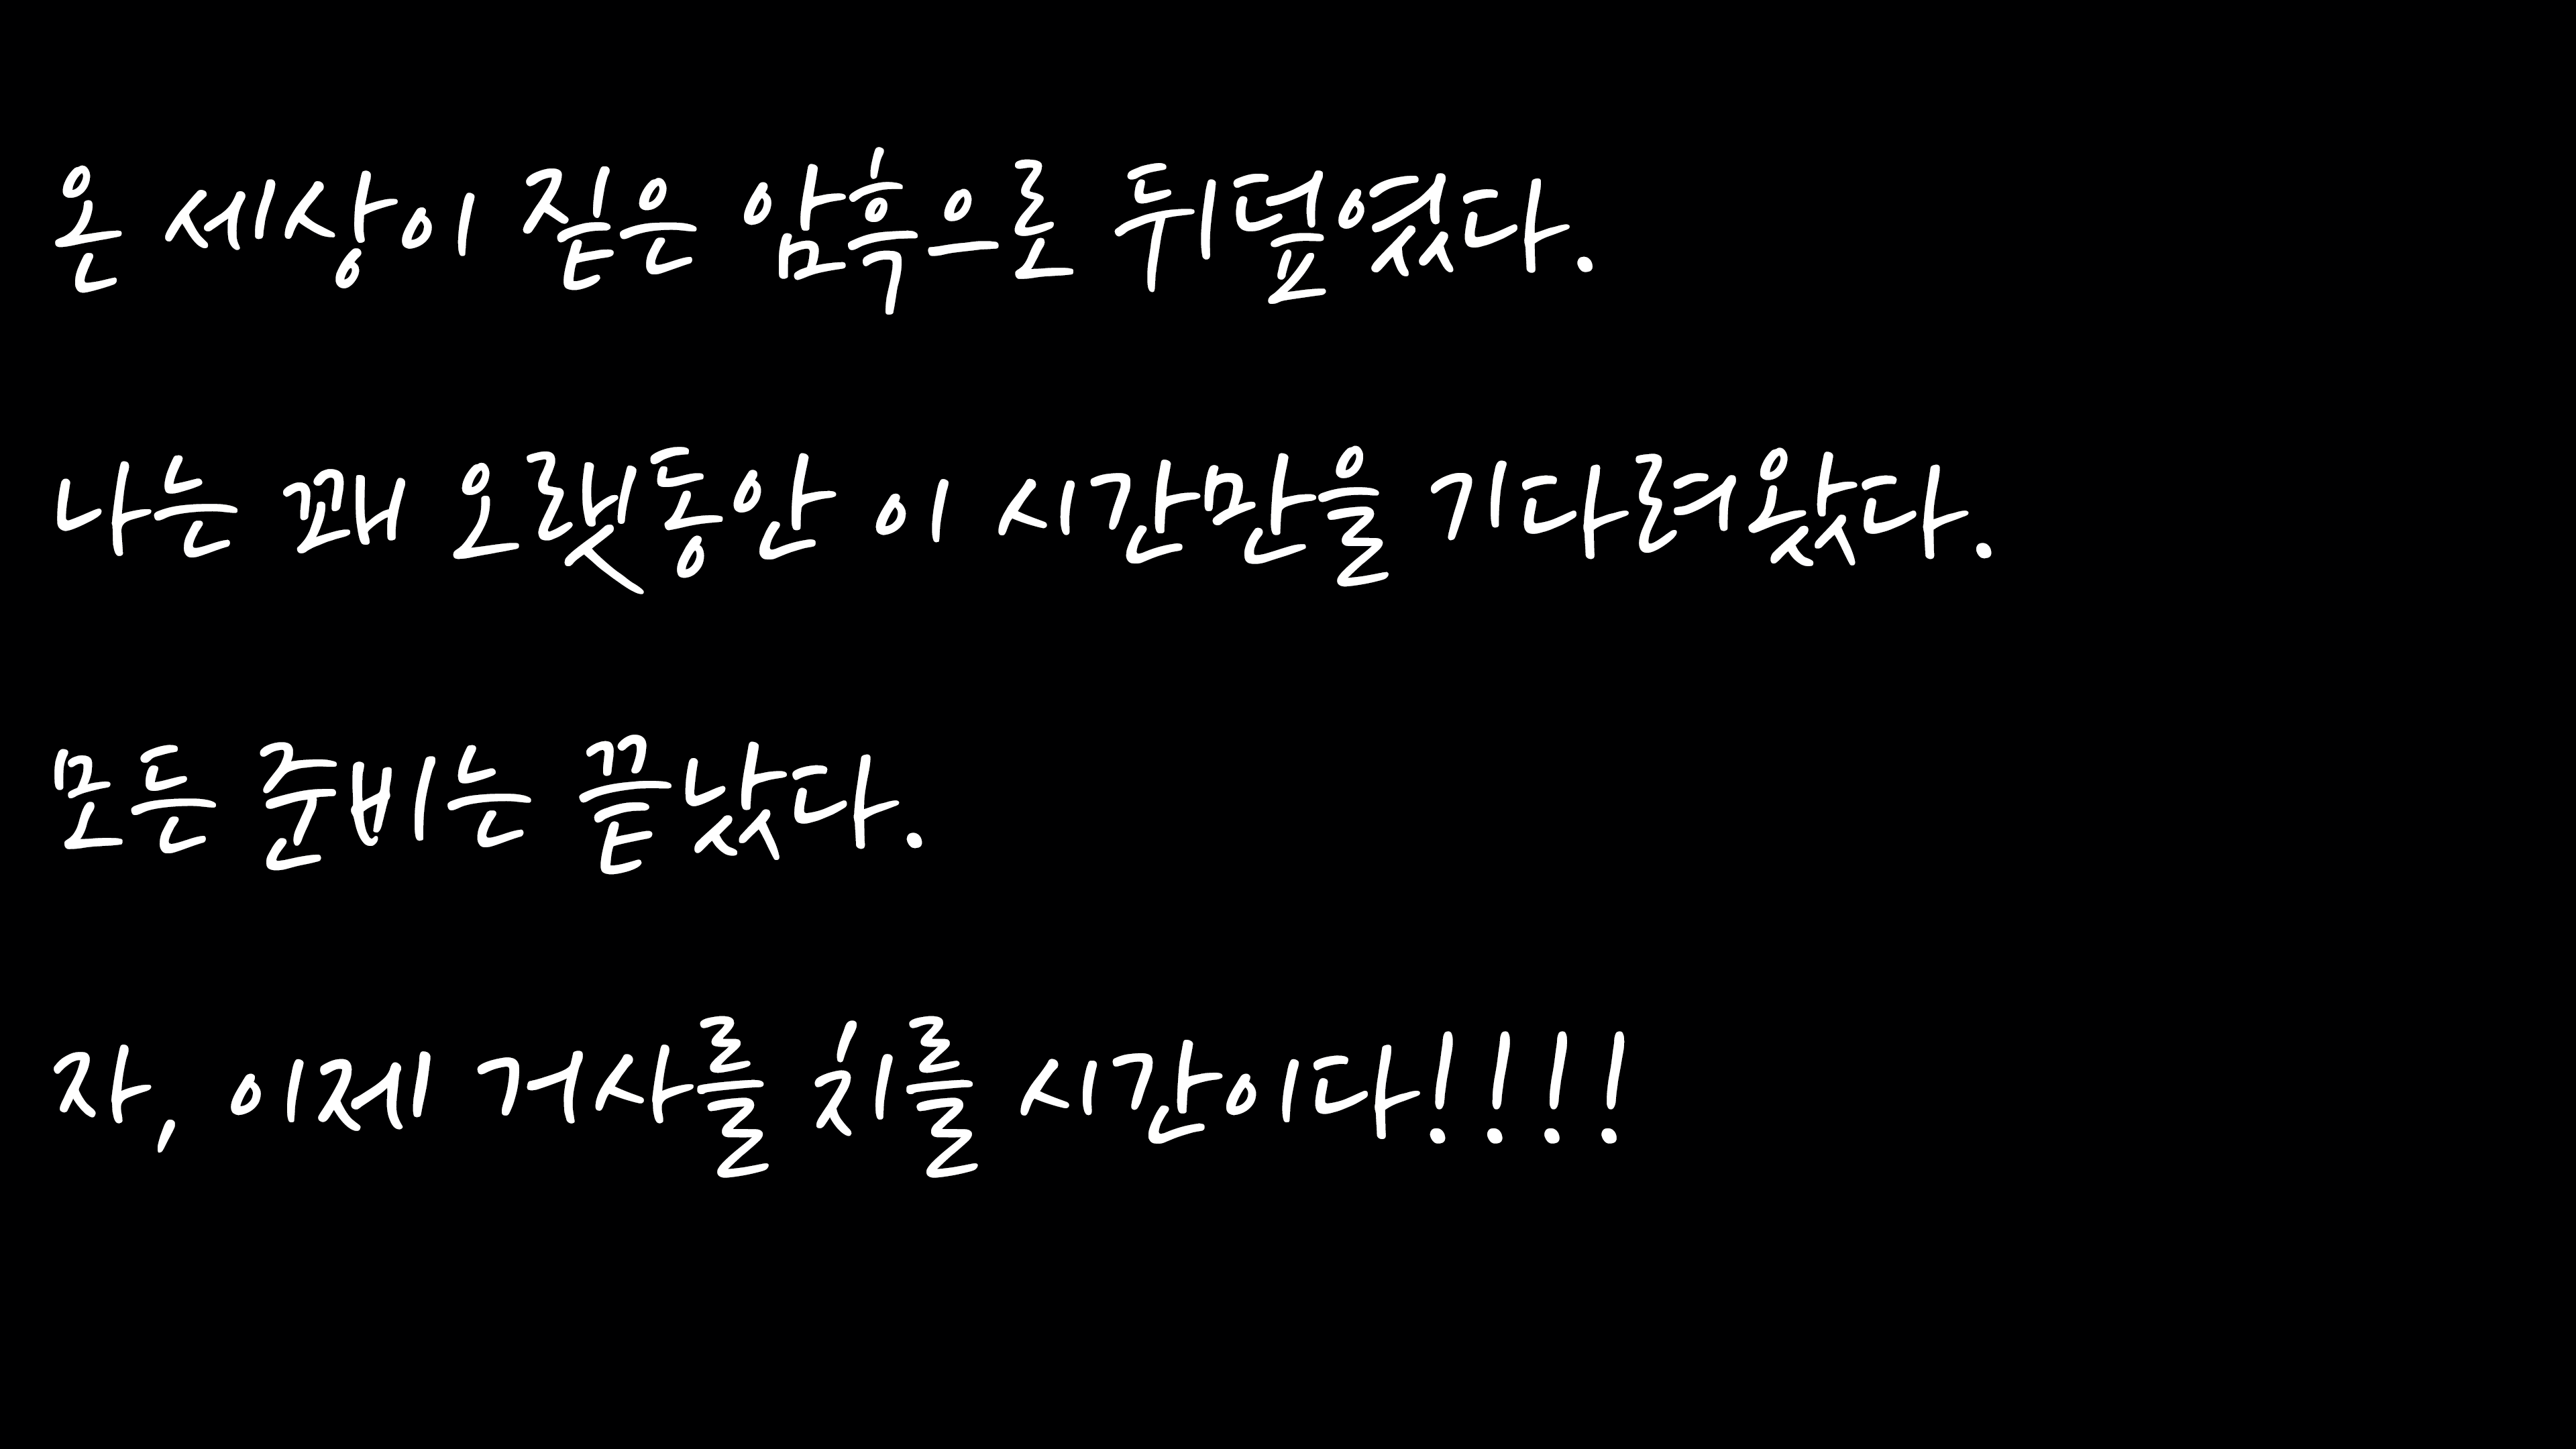 온 세상이 짙은 암흑으로 뒤덮였다.
나는 꽤 오랫동안 이 시간만을 기다려왔다.
모든 준비는 끝났다.
자, 이제 거사를 치를 시간이다!!!!